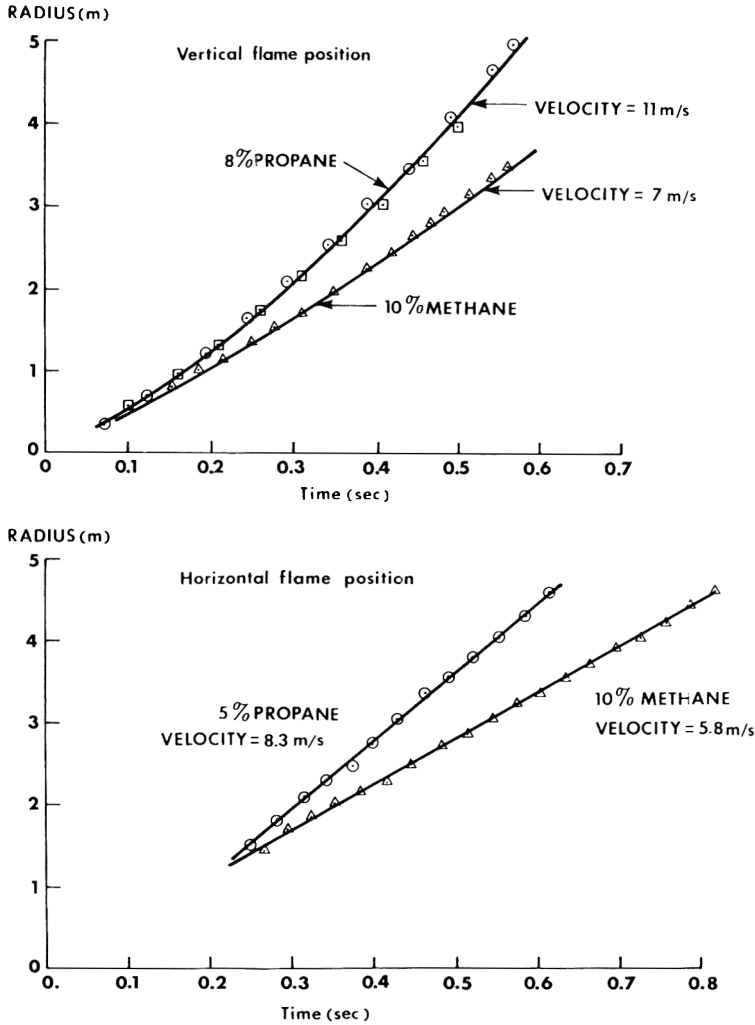 RADIUS (m)
5
Vertical flame position
4
VELOCITY = 11 m/s
8% PROPANE
3
VELOCITY = 7 m/s
2
10% METHANE
1
0
0 0.1 0.2 0.3 0.4 0.5 0.6 0.7
Time (sec)
RADIUS (m)
5
Horizontal flame position
4
5% PROPANE
VELOCITY = 8.3 m/s
10% METHANE
VELOCITY = 5.8 m/s
3
2
1
0
0. 0.1 0.2 0.3 0.4 0.5 0.6 0.7 0.8
Time (sec)